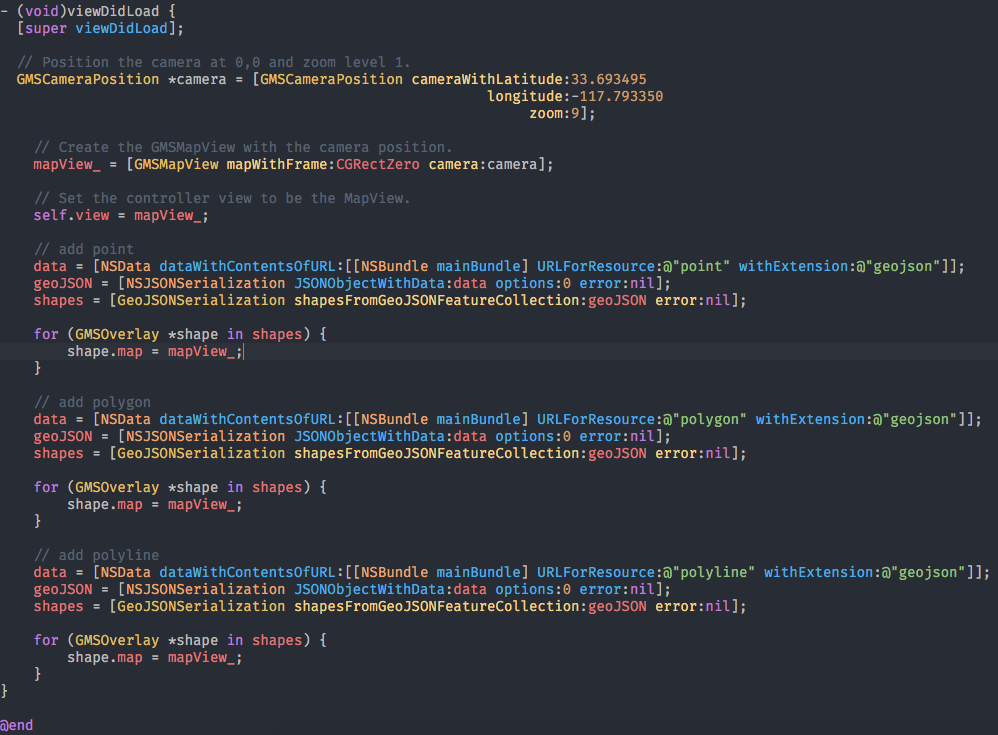 - (void)viewDidLoad {
  [super viewDidLoad];

  // Position the camera at 0,0 and zoom level 1.
  GMSCameraPosition *camera = [GMSCameraPosition cameraWithLatitude:33.693495
                                                          longitude:-117.793350
                                                               zoom:9];

    // Create the GMSMapView with the camera position.
    mapView_ = [GMSMapView mapWithFrame:CGRectZero camera:camera];

    // Set the controller view to be the MapView.
    self.view = mapView_;

    // add point
    data = [NSData dataWithContentsOfURL:[[NSBundle mainBundle] URLForResource:@"point" withExtension:@"geojson"]];
    geoJSON = [NSJSONSerialization JSONObjectWithData:data options:0 error:nil];
    shapes = [GeoJSONSerialization shapesFromGeoJSONFeatureCollection:geoJSON error:nil];

    for (GMSOverlay *shape in shapes) {
        shape.map = mapView_;
    }

    // add polygon
    data = [NSData dataWithContentsOfURL:[[NSBundle mainBundle] URLForResource:@"polygon" withExtension:@"geojson"]];
    geoJSON = [NSJSONSerialization JSONObjectWithData:data options:0 error:nil];
    shapes = [GeoJSONSerialization shapesFromGeoJSONFeatureCollection:geoJSON error:nil];

    for (GMSOverlay *shape in shapes) {
        shape.map = mapView_;
    }

    // add polyline
    data = [NSData dataWithContentsOfURL:[[NSBundle mainBundle] URLForResource:@"polyline" withExtension:@"geojson"]];
    geoJSON = [NSJSONSerialization JSONObjectWithData:data options:0 error:nil];
    shapes = [GeoJSONSerialization shapesFromGeoJSONFeatureCollection:geoJSON error:nil];

    for (GMSOverlay *shape in shapes) {
        shape.map = mapView_;
    }
}

@end